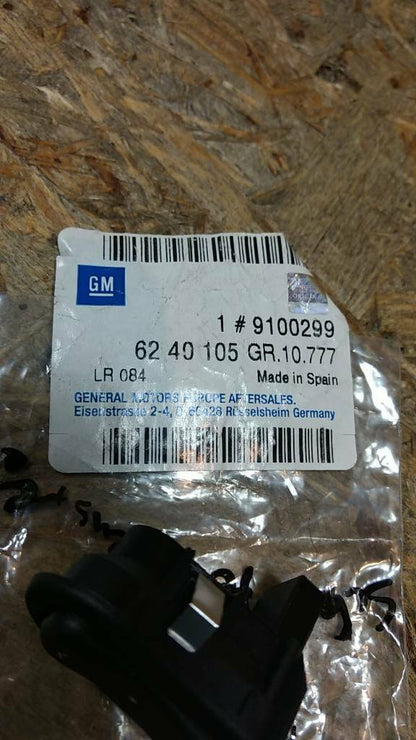 GM
1 # 9100299
62 40 105 GR.10.777
LR 084 Made in Spain
GENERAL MOTORS EUROPE AFTERSALES.
Eisenstrasse 2-4, D, 65428 Rüsselsheim Germany